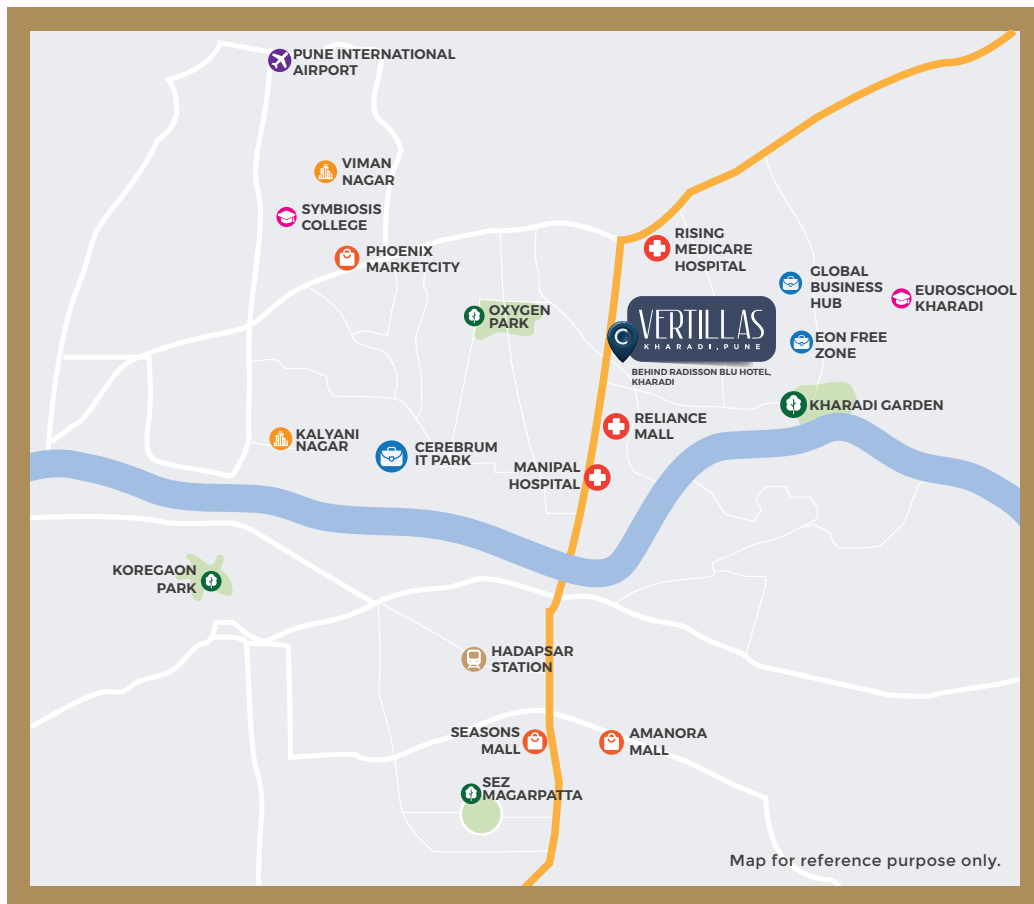 PUNE INTERNATIONAL
AIRPORT
VIMAN
NAGAR
SYMBIOSIS
COLLEGE
PHOENIX
MARKETCITY
RISING
MEDICARE
HOSPITAL
GLOBAL
BUSINESS
HUB
EUROSCHOOL
KHARADI
OXYGEN
PARK
C
VERTILLAS
KHARADI, PUNE
BEHIND RADISSON BLU HOTEL,
KHARADI
EON FREE
ZONE
KHARADI GARDEN
RELIANCE
MALL
KALYANI
NAGAR
CEREBRUM
IT PARK
MANIPAL
HOSPITAL
KOREGAON
PARK
HADAPSAR
STATION
SEASONS
MALL
AMANORA
MALL
SEZ
MAGARPATTA
Map for reference purpose only.